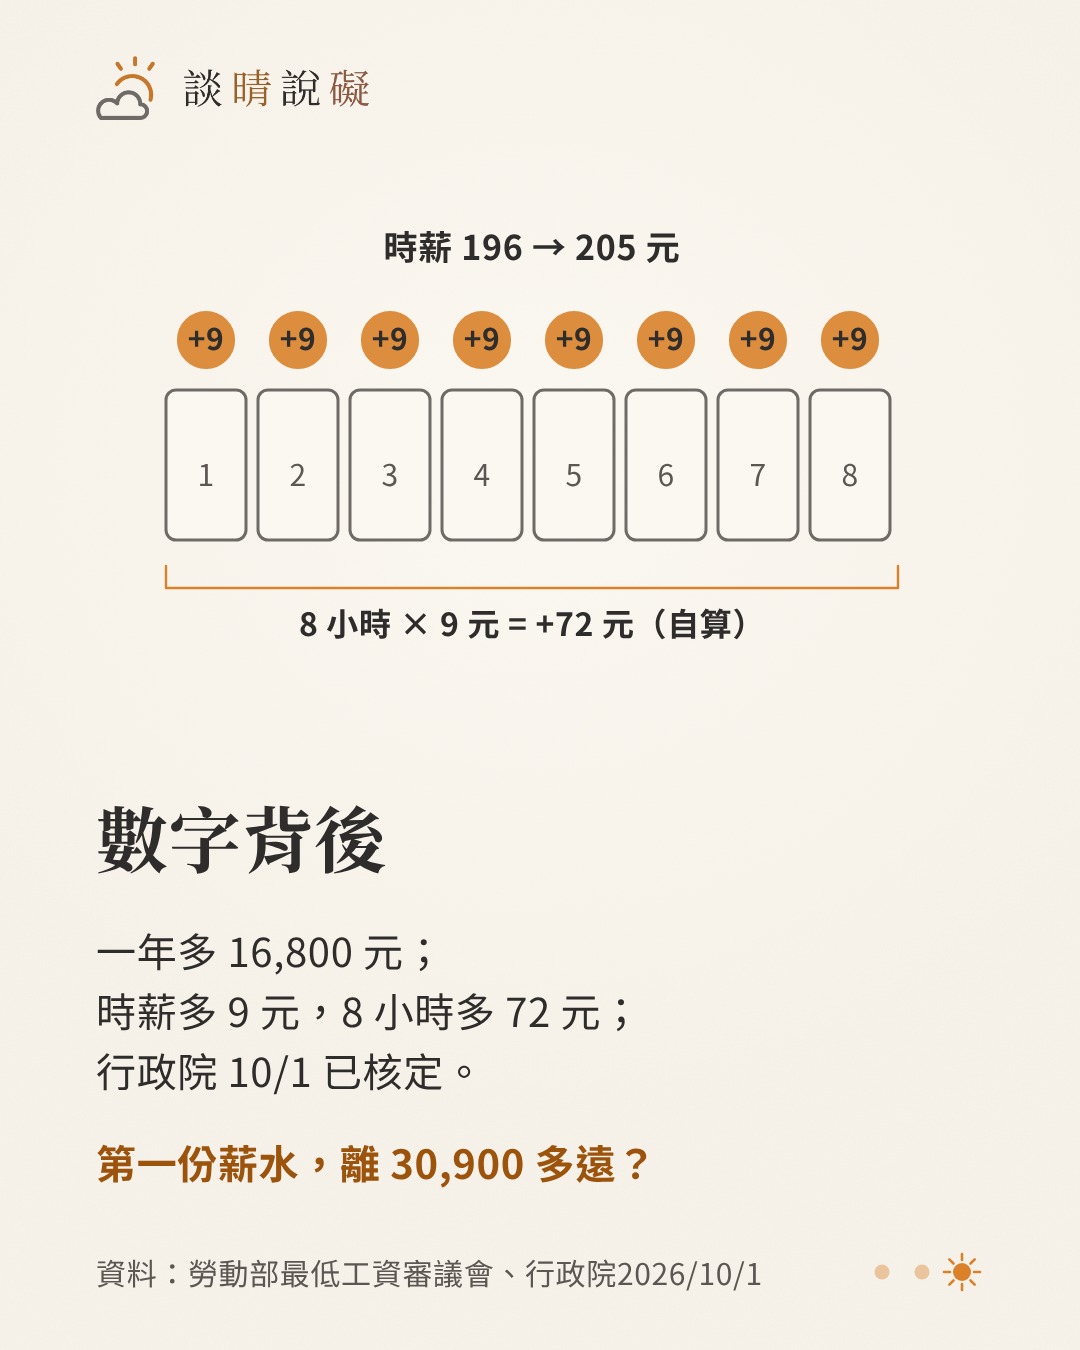 談晴說礙
時薪 196 → 205 元
+9 +9 +9 +9 +9 +9 +9 +9
1 2 3 4 5 6 7 8
8 小時 × 9 元 = +72 元（自算）
數字背後
一年多 16,800 元；
時薪多 9 元，8 小時多 72 元；
行政院 10/1 已核定。
第一份薪水，離 30,900 多遠？
資料：勞動部最低工資審議會、行政院2026/10/1